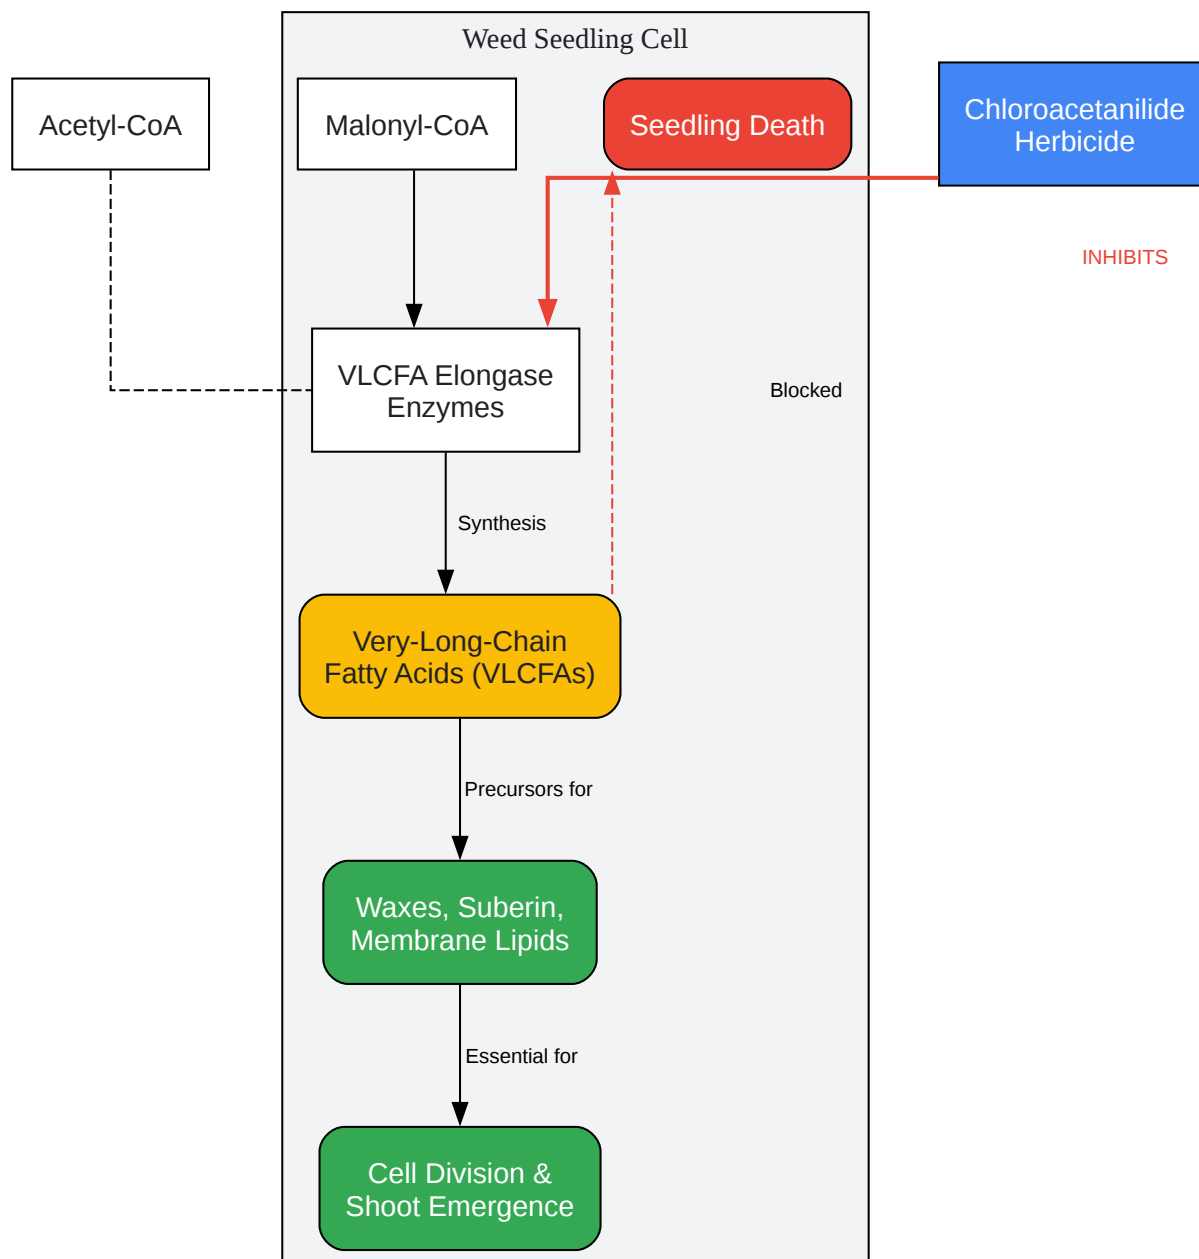 Weed Seedling Cell
Acetyl-CoA
Malonyl-CoA
Seedling Death
Chloroacetanilide
Herbicide
INHIBITS
VLCFA Elongase
Enzymes
Blocked
Synthesis
Very-Long-Chain
Fatty Acids (VLCFAs)
Precursors for
Waxes, Suberin,
Membrane Lipids
Essential for
Cell Division &
Shoot Emergence